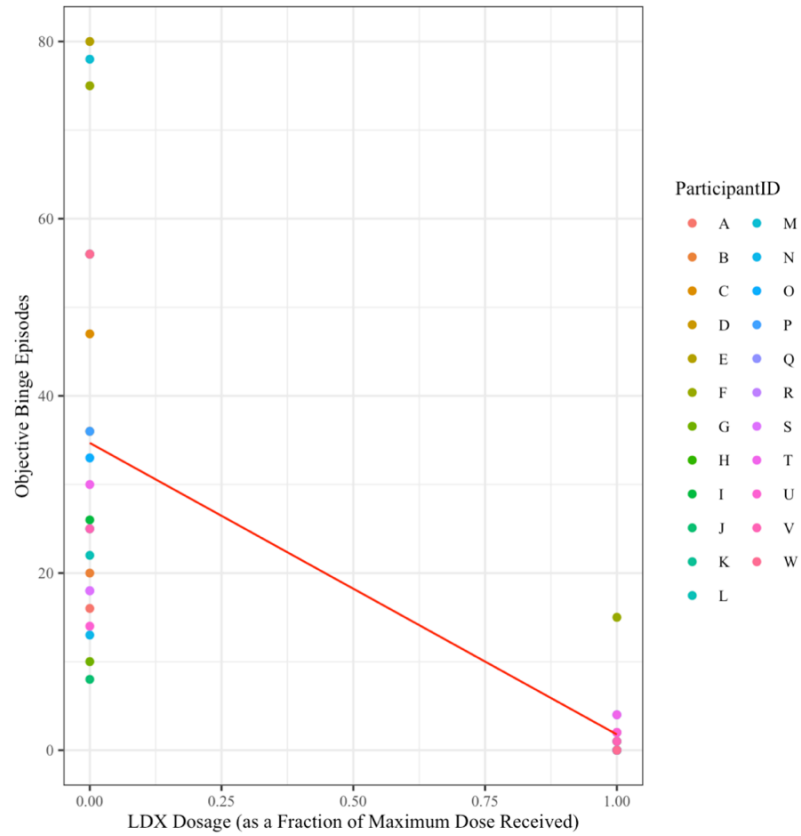 80
60
40
20
0
Objective Binge Episodes
0.00 0.25 0.50 0.75 1.00
LDX Dosage (as a Fraction of Maximum Dose Received)
ParticipantID
A M
B N
C O
D P
E Q
F R
G S
H T
I U
J V
K W
L